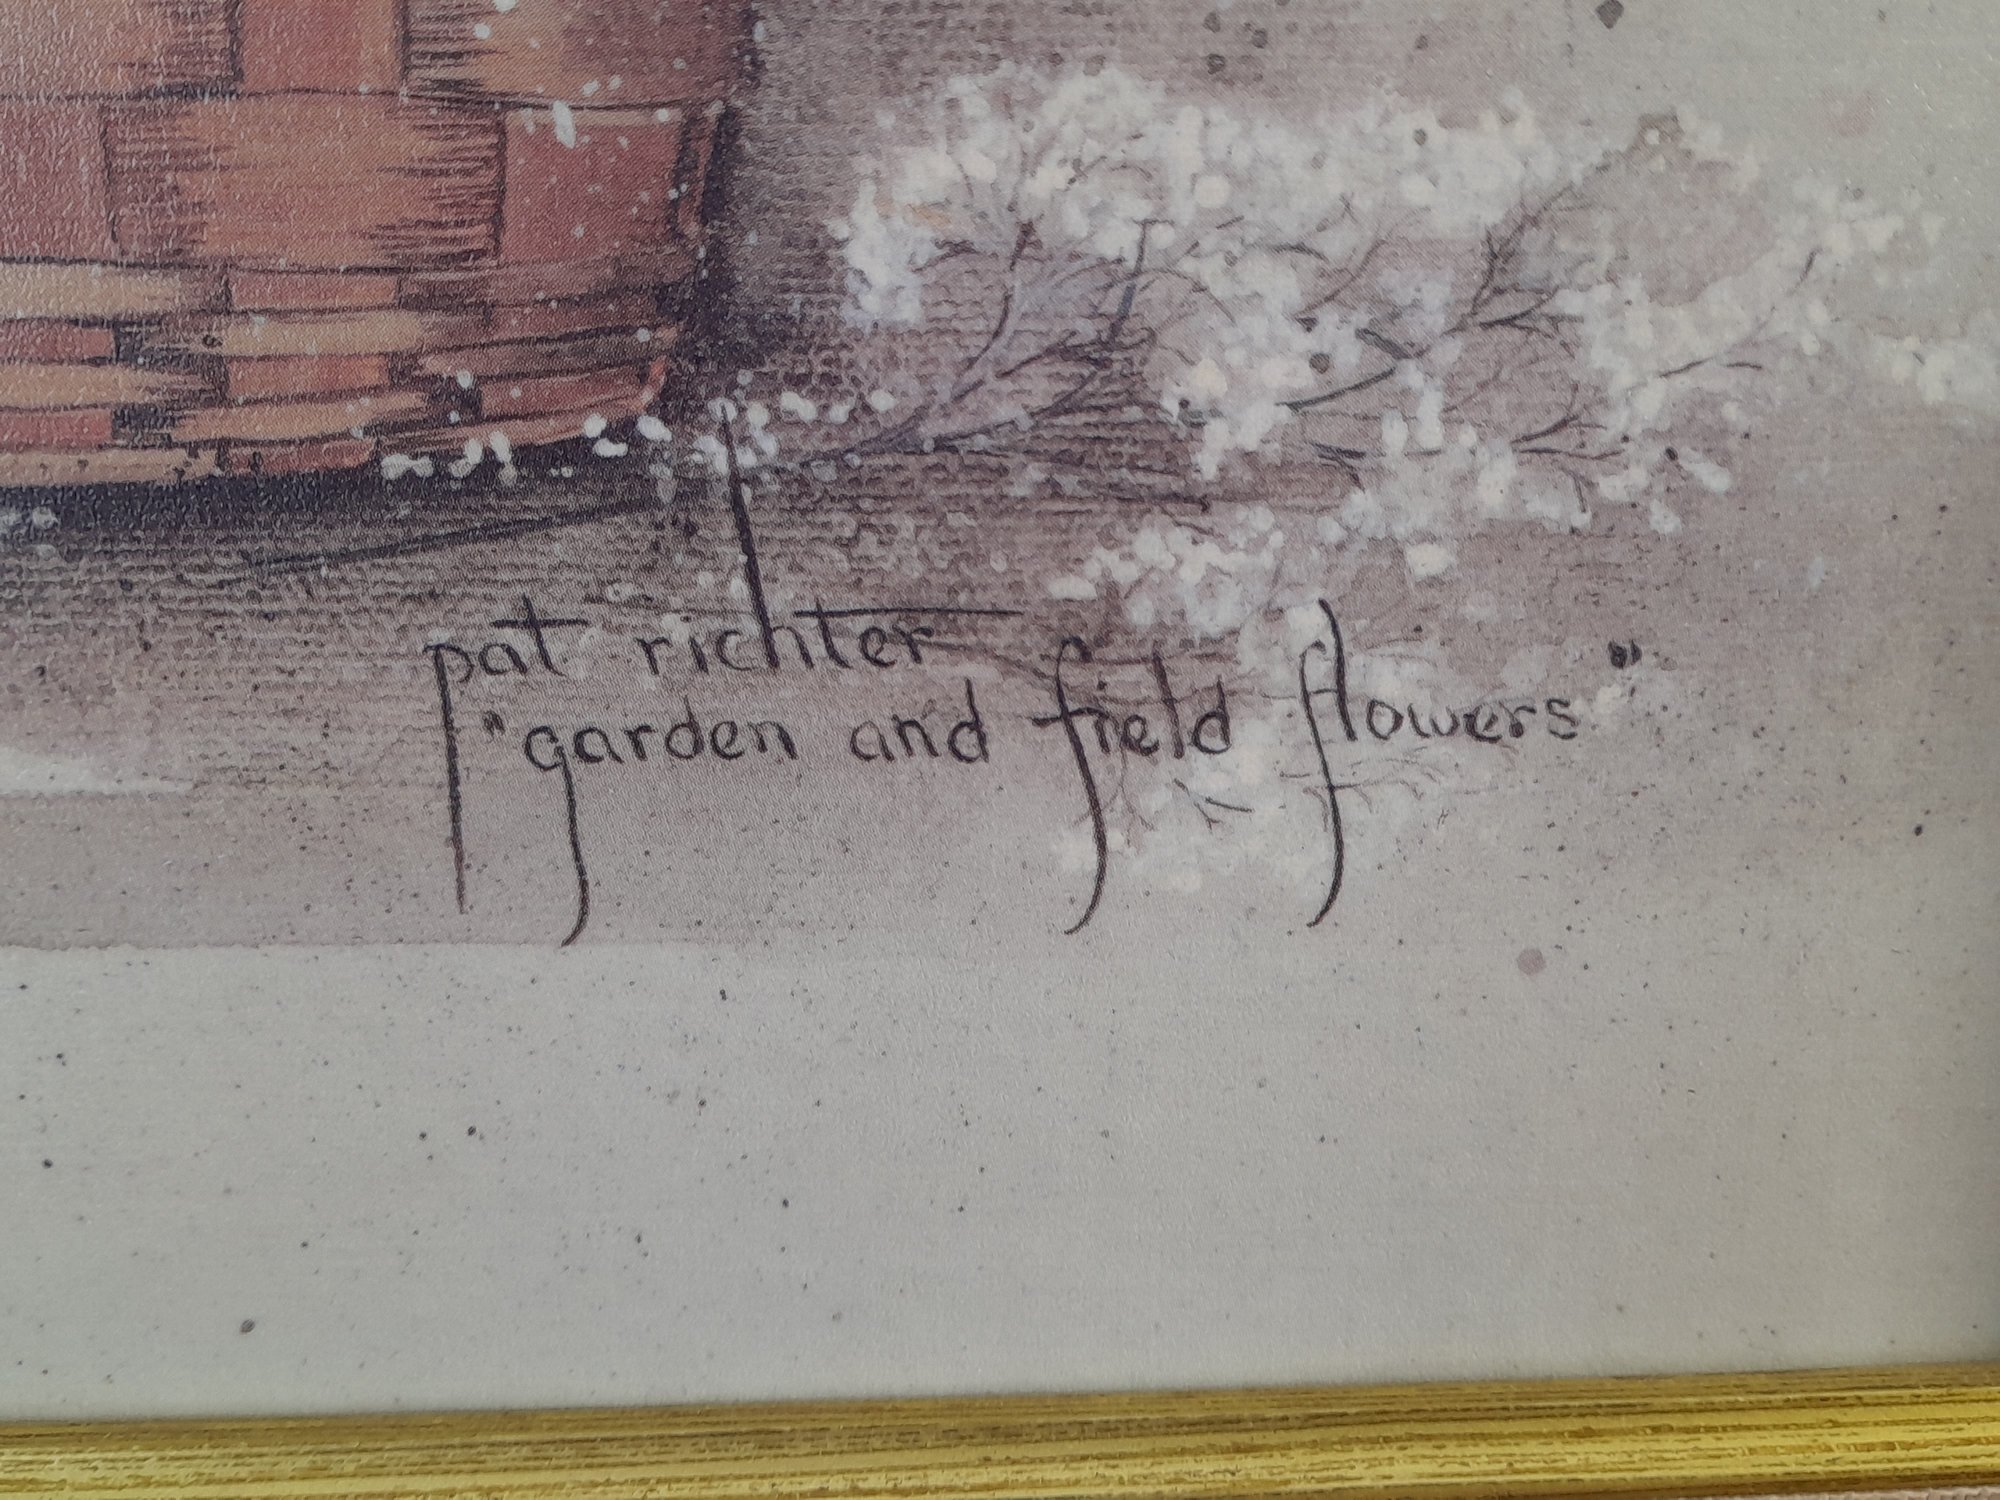 pat richter
"garden and field flowers"